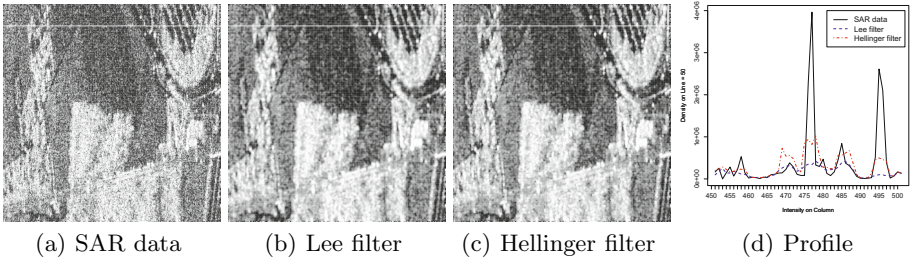 4e+06
3e+06
2e+06
1e+06
0e+00
Density on Line = 50
SAR data
Lee filter
Hellinger filter
450 455 460 465 470 475 479 485 490 495 500
Intensity on Column
(a) SAR data
(b) Lee filter
(c) Hellinger filter
(d) Profile